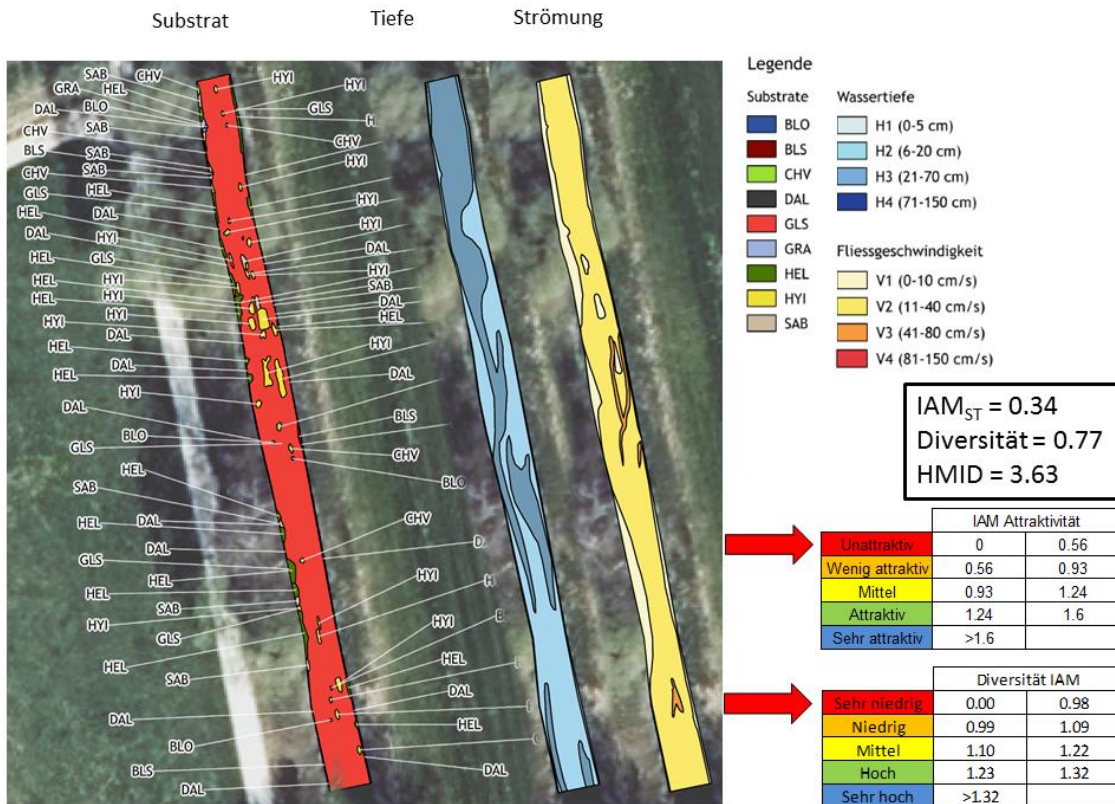 Substrat Tiefe Strömung
SAB CHV HYI HYI
GRA HEL
DAL BLO GLS
CHV SAB H
CHV
BLS SAB HYI
CHV SAB
GLS HEL HYI
HEL DAL HYI
DAL HYI DAL
HEL GLS HYI
HEL HYI SAB
HEL HYI DAL
HYI HYI HEL
DAL
HEL HYI
HEL DAL DAL
HYI
DAL BLS
BLO
GLS CHV
HEL BLO
SAB
HEL DAL CHV
DAL D
GLS
HEL HYI
HEL H
SAB
HYI HYI B
GLS
HEL HEL
SAB DAL
DAL HEL
BLO
BLS DAL
DAL
Legende
Substrate
BLO
BLS
CHV
DAL
GLS
GRA
HEL
HYI
SAB
Wassertiefe
H1 (0-5 cm)
H2 (6-20 cm)
H3 (21-70 cm)
H4 (71-150 cm)
Fliessgeschwindigkeit
V1 (0-10 cm/s)
V2 (11-40 cm/s)
V3 (41-80 cm/s)
V4 (81-150 cm/s)
IAM ST = 0.34
Diversität = 0.77
HMID = 3.63
IAM Attraktivität
Unattraktiv 0 0.56
Wenig attraktiv 0.56 0.93
Mittel 0.93 1.24
Attraktiv 1.24 1.6
Sehr attraktiv >1.6
Diversität IAM
Sehr niedrig 0.00 0.98
Niedrig 0.99 1.09
Mittel 1.10 1.22
Hoch 1.23 1.32
Sehr hoch >1.32